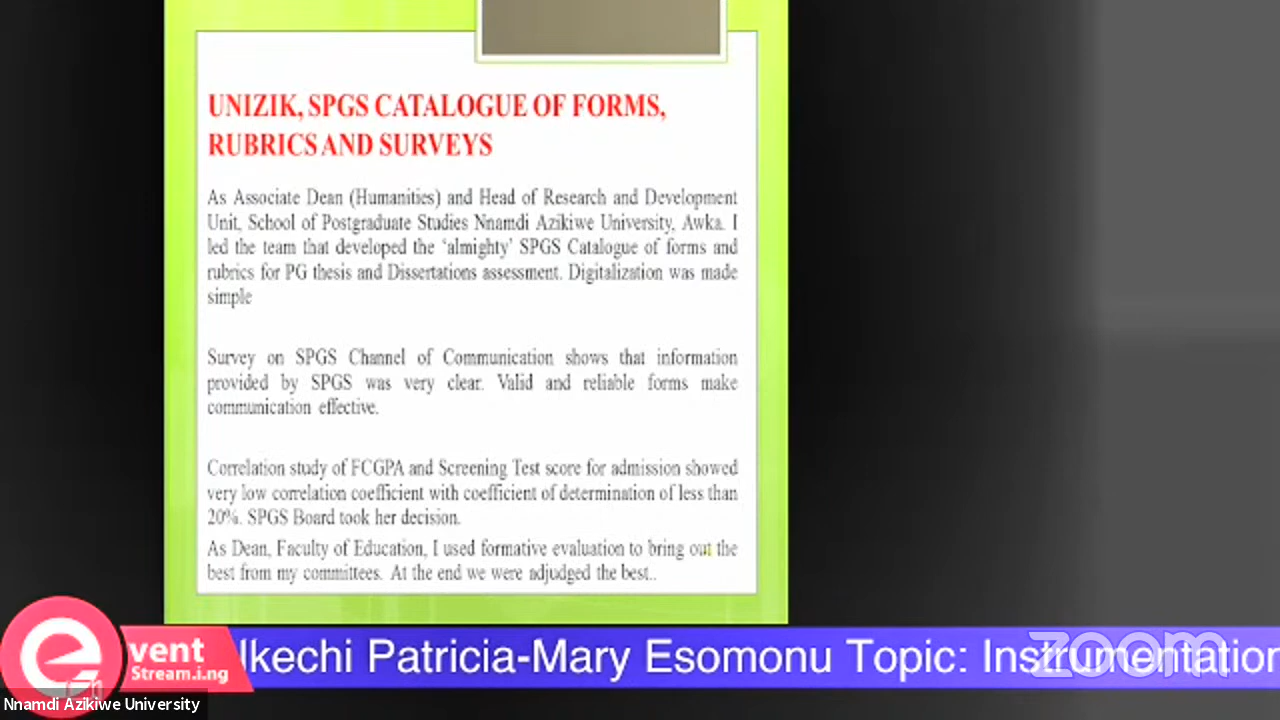 UNIZIK, SPGS CATALOGUE OF FORMS,
RUBRICS AND SURVEYS
As Associate Dean (Humanities) and Head of Research and Development
Unit, School of Postgraduate Studies Nnamdi Azikiwe University, Awka. I
led the team that developed the 'almighty' SPGS Catalogue of forms and
rubrics for PG thesis and Dissertations assessment. Digitalization was made
simple
Survey on SPGS Channel of Communication shows that information
provided by SPGS was very clear. Valid and reliable forms make
communication effective.
Correlation study of FCGPA and Screening Test score for admission showed
very low correlation coefficient with coefficient of determination of less than
20%. SPGS Board took her decision.
As Dean, Faculty of Education, I used formative evaluation to bring out the
best from my committees. At the end we were adjudged the best..
event
Stream.i.ng
Ikechi Patricia-Mary Esomonu Topic: Instrumentation
zoom
Nnamdi Azikiwe University